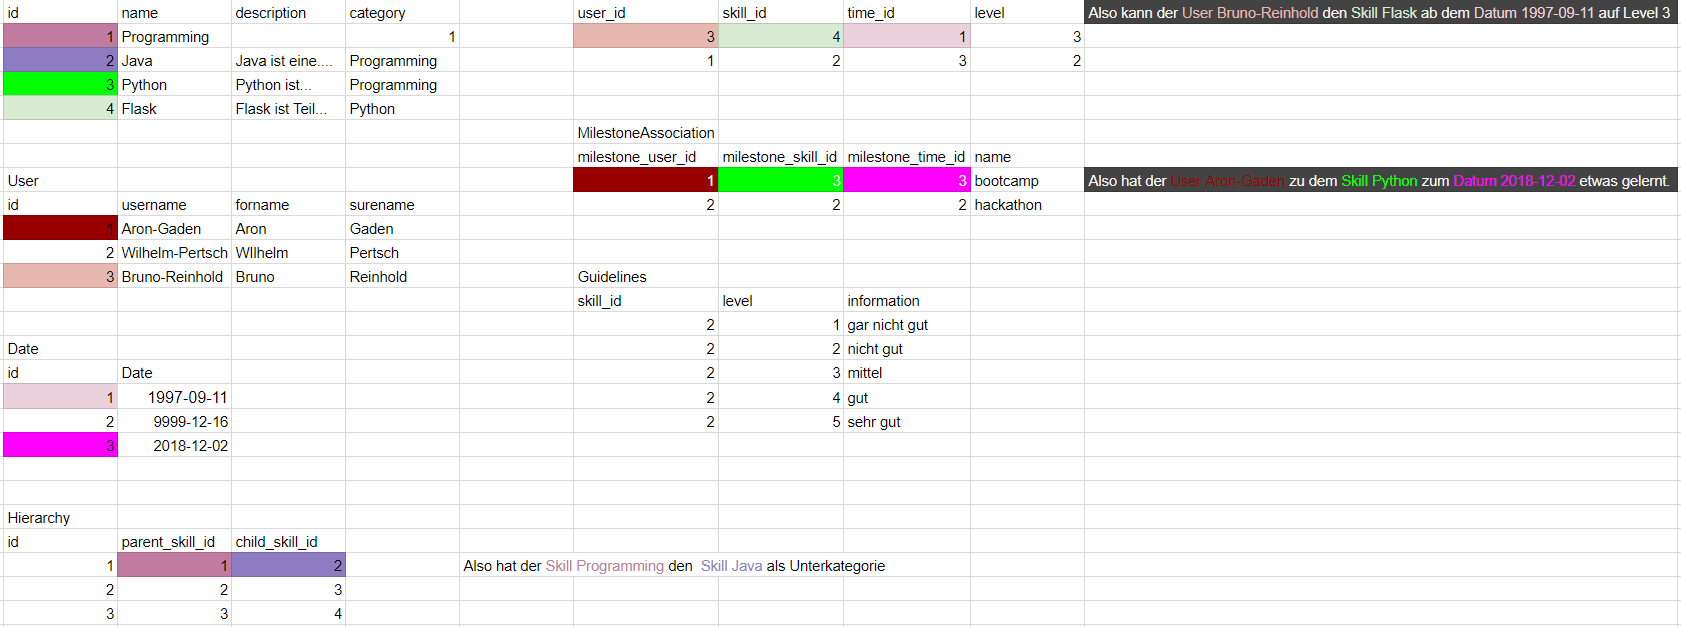 id name description category user_id skill_id time_id level Also kann der User Bruno-Reinhold den Skill Flask ab dem Datum 1997-09-11 auf Level 3
1 Programming 1 3 4 1 3
2 Java Java ist eine.... Programming 1 2 3 2
3 Python Python ist... Programming
4 Flask Flask ist Teil... Python
MilestoneAssociation
milestone_user_id milestone_skill_id milestone_time_id name
User 1 3 3 bootcamp Also hat der User Aron-Gaden zu dem Skill Python zum Datum 2018-12-02 etwas gelernt.
id username forname surename 2 2 2 hackathon
1 Aron-Gaden Aron Gaden
2 Wilhelm-Pertsch WIlhelm Pertsch
3 Bruno-Reinhold Bruno Reinhold Guidelines
skill_id level information
2 1 gar nicht gut
Date 2 2 nicht gut
id Date 2 3 mittel
1 1997-09-11 2 4 gut
2 9999-12-16 2 5 sehr gut
3 2018-12-02
Hierarchy
id parent_skill_id child_skill_id
1 1 2 Also hat der Skill Programming den Skill Java als Unterkategorie
2 2 3
3 3 4